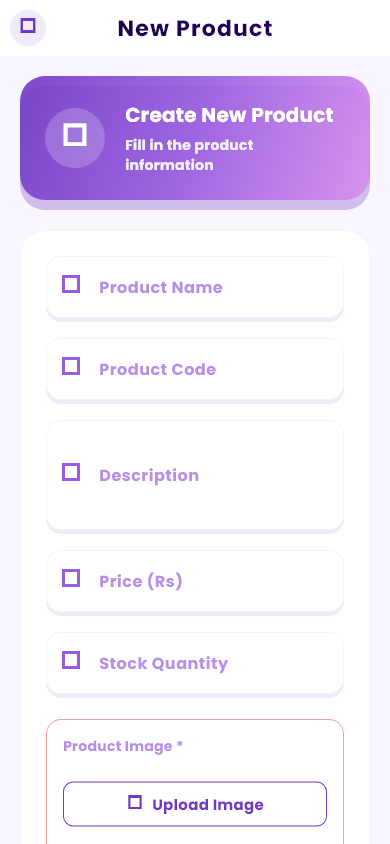 New Product
Create New Product
Fill in the product
information
Product Name
Product Code
Description
Price (Rs)
Stock Quantity
Product Image *
Upload Image